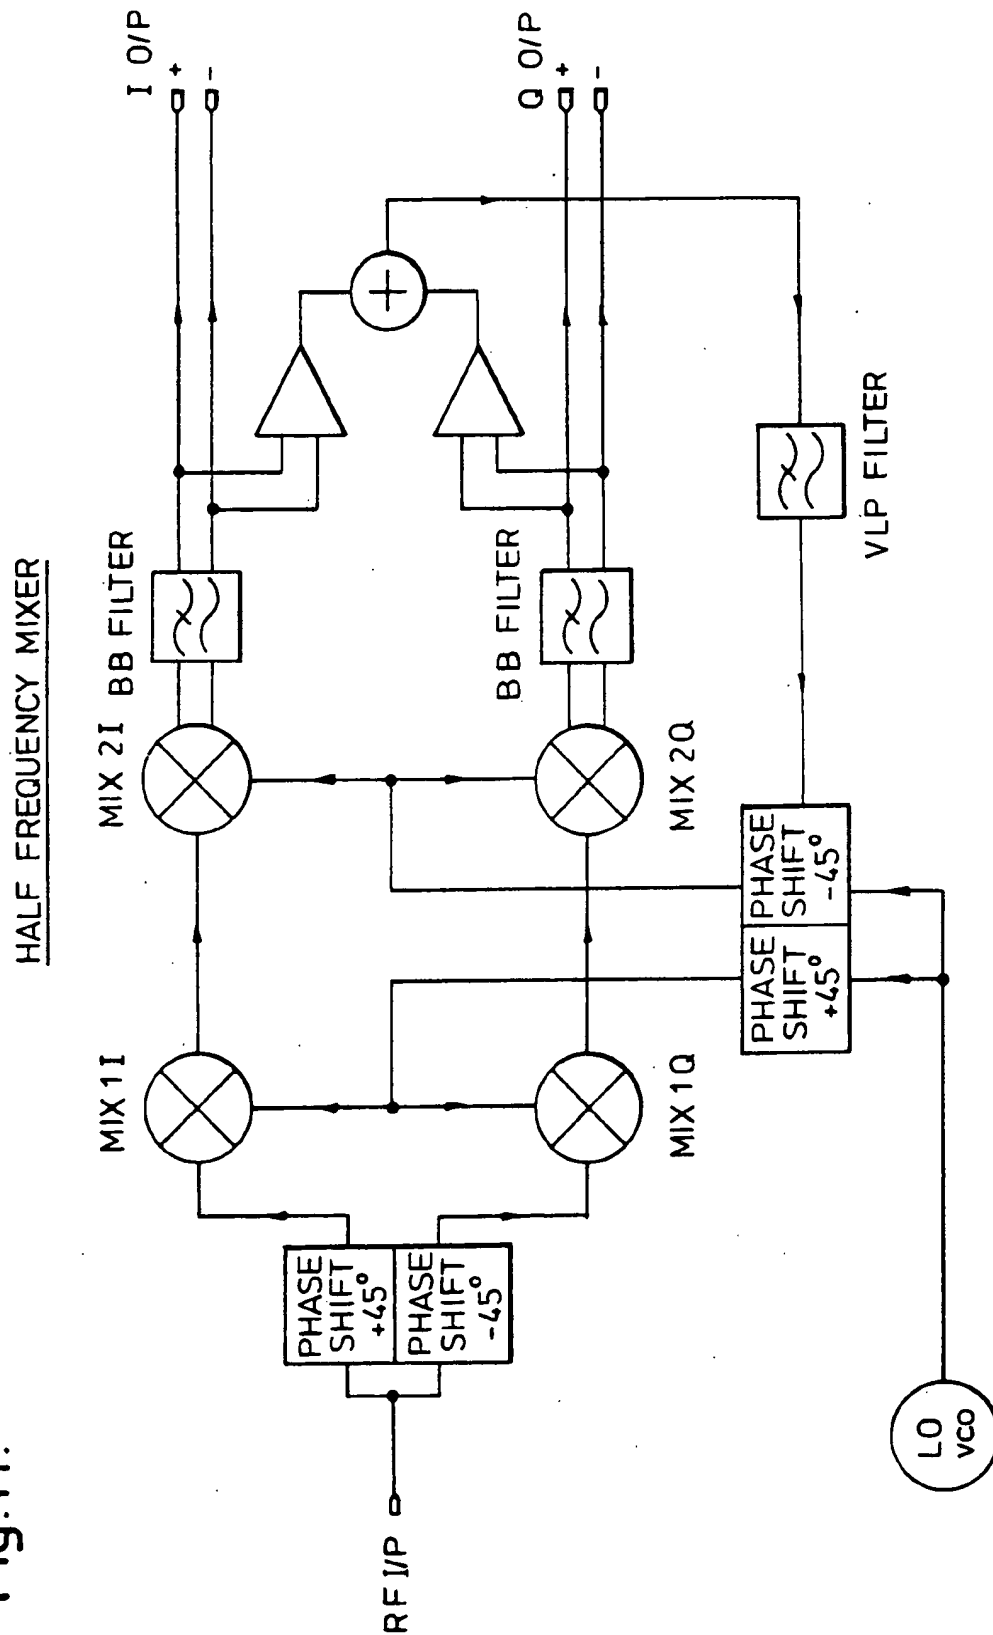 HALF FREQUENCY MIXER
I O/P
+
-
Q O/P
+
-
MIX 1I
MIX 2I
BB FILTER
MIX 1Q
MIX 2Q
BB FILTER
+
RF I/P
PHASE
SHIFT
+45°
PHASE
SHIFT
-45°
PHASE
SHIFT
+45°
PHASE
SHIFT
-45°
VLP FILTER
LO
VCO